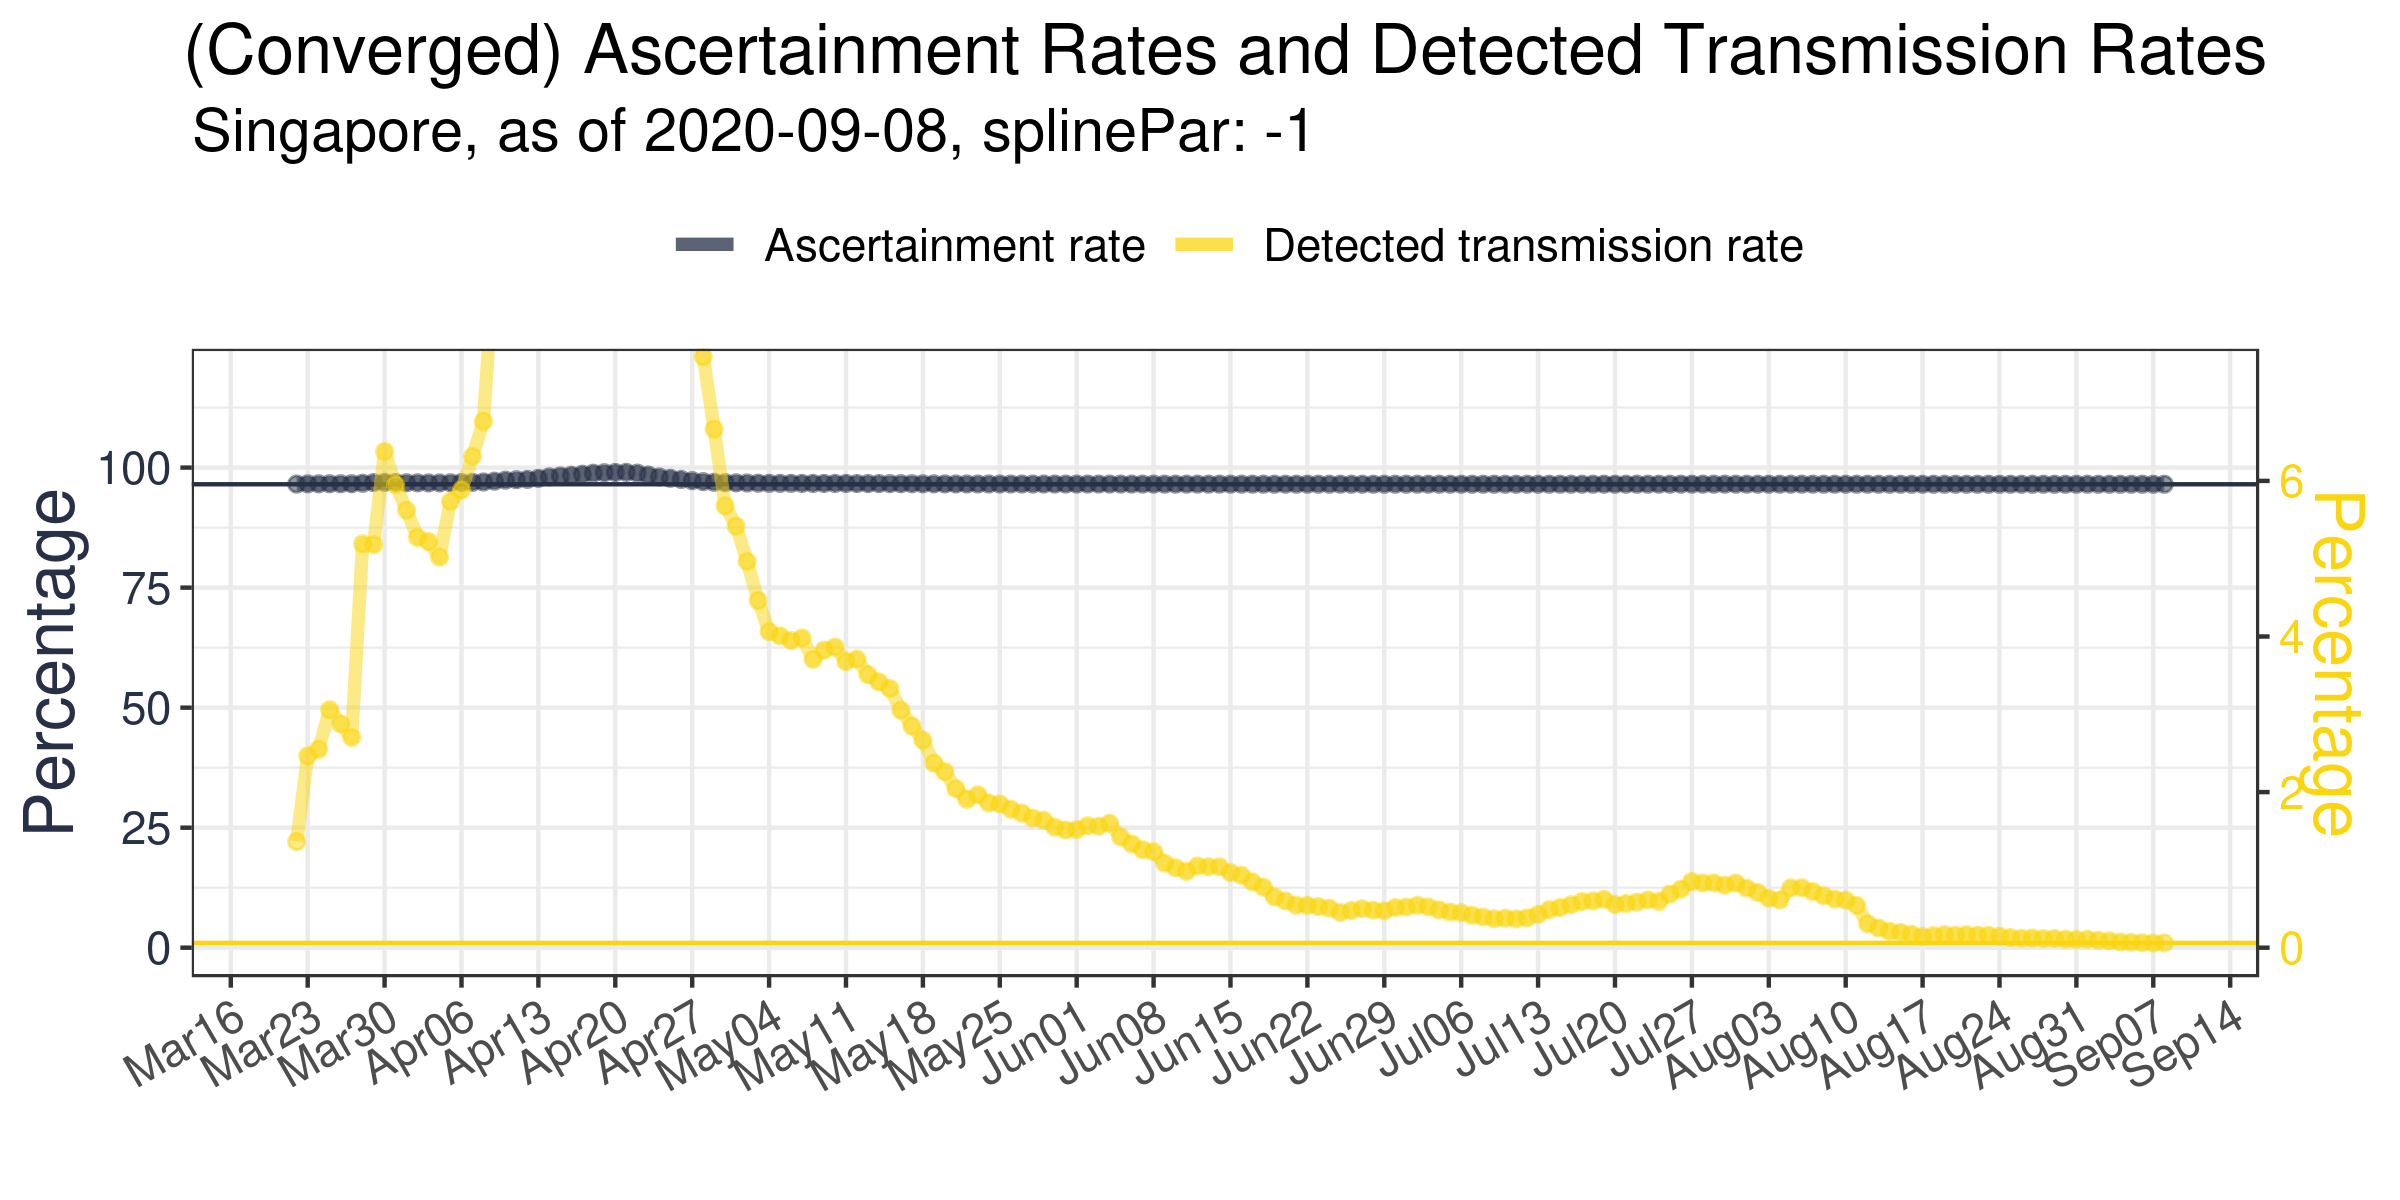 (Converged) Ascertainment Rates and Detected Transmission Rates
Singapore, as of 2020-09-08, splinePar: -1
Ascertainment rate
Detected transmission rate
Percentage
100
75
50
25
0
6
4
2
0
Percentage
Mar16
Mar23
Mar30
Apr06
Apr13
Apr20
Apr27
May04
May11
May18
May25
Jun01
Jun08
Jun15
Jun22
Jun29
Jul06
Jul13
Jul20
Jul27
Aug03
Aug10
Aug17
Aug24
Aug31
Sep07
Sep14